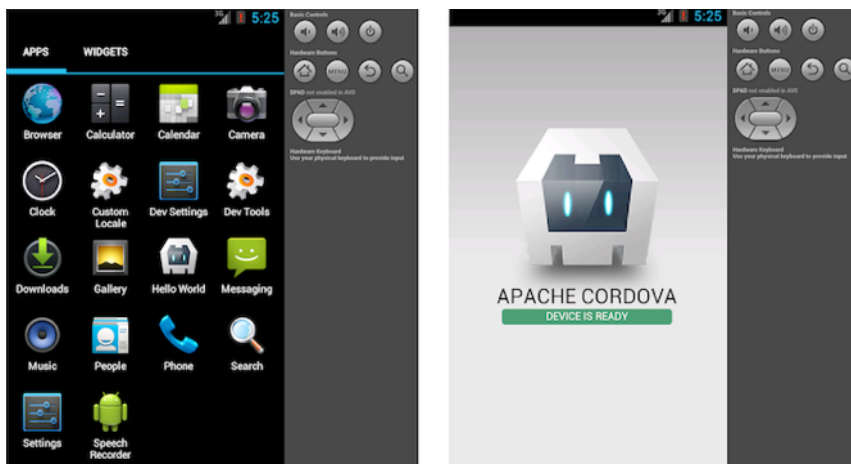 3G 5:25
APPS WIDGETS
Browser Calculator Calendar Camera
Clock Custom Locale Dev Settings Dev Tools
Downloads Gallery Hello World Messaging
Music People Phone Search
Settings Speech Recorder
Basic Controls
Hardware Buttons
MENU
DPAD not enabled in AVD
Hardware Keyboard
Use your physical keyboard to provide input
3G 5:25
APACHE CORDOVA
DEVICE IS READY
Basic Controls
Hardware Buttons
MENU
DPAD not enabled in AVD
Hardware Keyboard
Use your physical keyboard to provide input